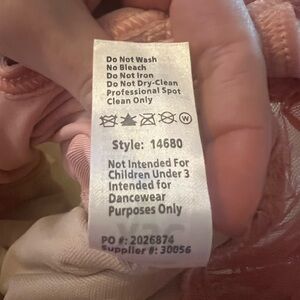 Do Not Wash
No Bleach
Do Not Iron
Do Not Dry-Clean
Professional Spot
Clean Only
W
Style: 14680
Not Intended For
Children Under 3
Intended for
Dancewear
Purposes Only
PO #: 2026874
Supplier #: 30056